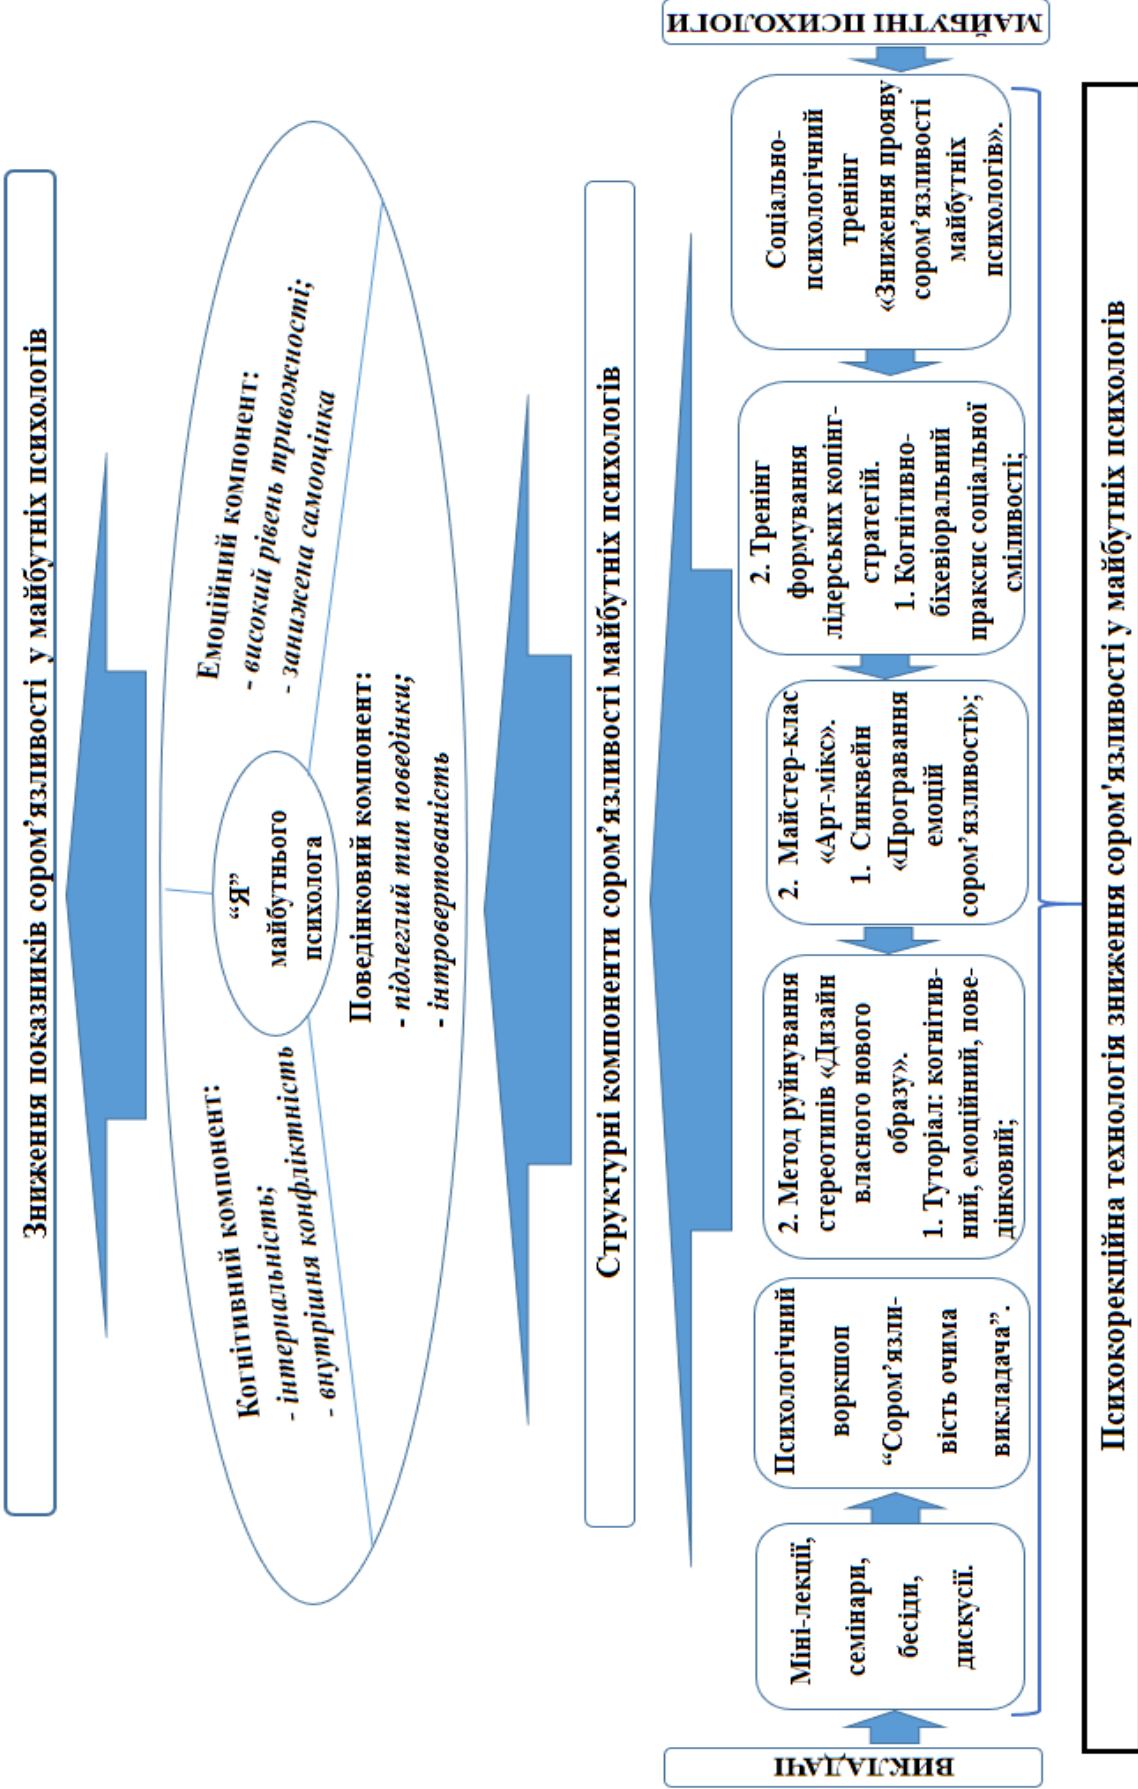 Зниження показників сором’язливості у майбутніх психологів
Когнітивний компонент:
- інтернальність;
- внутрішня конфліктність
“Я”
майбутнього
психолога
Емоційний компонент:
- високий рівень тривожності;
- занижена самооцінка
Поведінковий компонент:
- підлеглий тип поведінки;
- інтровертованість
Структурні компоненти сором’язливості майбутніх психологів
ВИКЛАДАЧІ
Міні-лекції,
семінари,
бесіди,
дискусії.
Психологічний
воркшоп
“Сором’язли-
вість очима
викладача”.
2. Метод руйнування
стереотипів «Дизайн
власного нового
образу».
1. Туторіал: когнітив-
ний, емоційний, пове-
дінковий;
2. Майстер-клас
«Арт-мікс».
1. Синквейн
«Програвання
емоцій
сором’язливості»;
2. Тренінг
формування
лідерських копінг-
стратегій.
1. Когнітивно-
біхевіоральний
праксис соціальної
сміливості;
Соціально-
психологічний
тренінг
«Зниження прояву
сором’язливості
майбутніх
психологів».
МАЙБУТНІ ПСИХОЛОГИ
Психокорекційна технологія зниження сором'язливості у майбутніх психологів